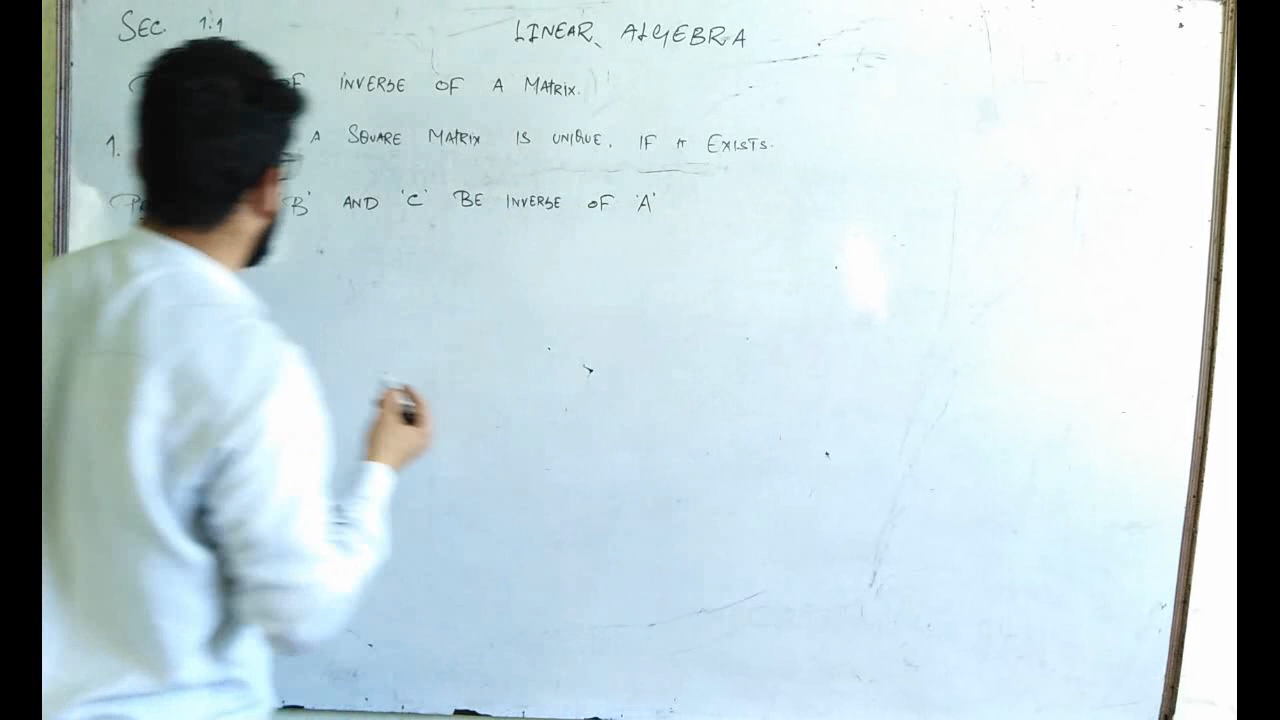 SEC 1.1 LINEAR ALGEBRA
OF INVERSE OF A MATRIX.
1. A SQUARE MATRIX IS UNIQUE, IF IT EXISTS.
'B' AND 'C' BE INVERSE OF 'A'